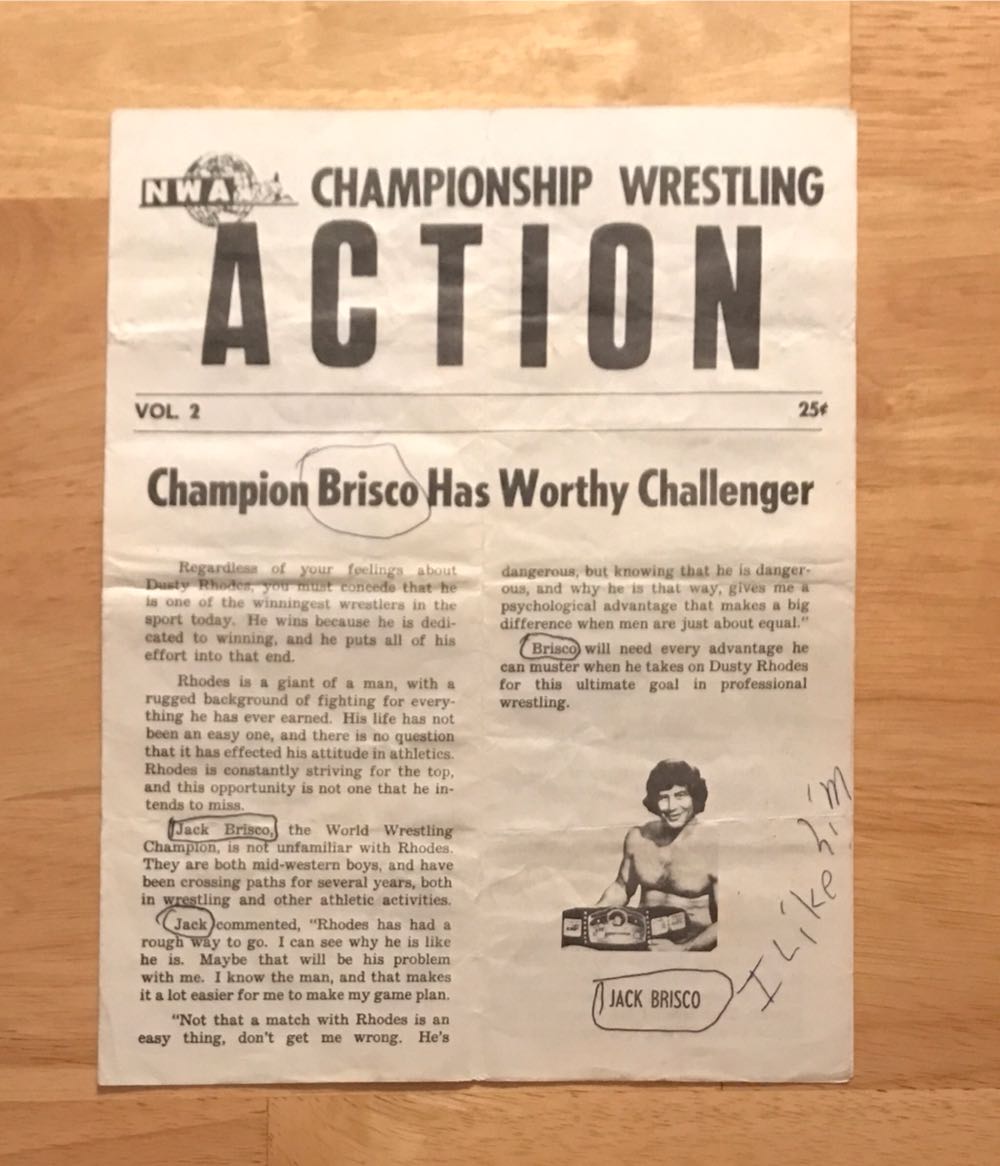 NWA CHAMPIONSHIP WRESTLING
ACTION
VOL. 2 25¢
Champion Brisco Has Worthy Challenger
Regardless of your feelings about
Dusty Rhodes, you must concede that he
is one of the winningest wrestlers in the
sport today. He wins because he is dedi-
cated to winning, and he puts all of his
effort into that end.
Rhodes is a giant of a man, with a
rugged background of fighting for every-
thing he has ever earned. His life has not
been an easy one, and there is no question
that it has effected his attitude in athletics.
Rhodes is constantly striving for the top,
and this opportunity is not one that he in-
tends to miss.
Jack Brisco, the World Wrestling
Champion, is not unfamiliar with Rhodes.
They are both mid-western boys, and have
been crossing paths for several years, both
in wrestling and other athletic activities.
Jack commented, “Rhodes has had a
rough way to go. I can see why he is like
he is. Maybe that will be his problem
with me. I know the man, and that makes
it a lot easier for me to make my game plan.
“Not that a match with Rhodes is an
easy thing, don't get me wrong. He's
dangerous, but knowing that he is danger-
ous, and why he is that way, gives me a
psychological advantage that makes a big
difference when men are just about equal.”
Brisco will need every advantage he
can muster when he takes on Dusty Rhodes
for this ultimate goal in professional
wrestling.
JACK BRISCO
I Like him